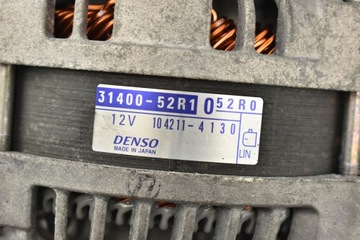 31400-52R1 0 52R0
12V 104211-4130
DENSO
MADE IN JAPAN
LIN